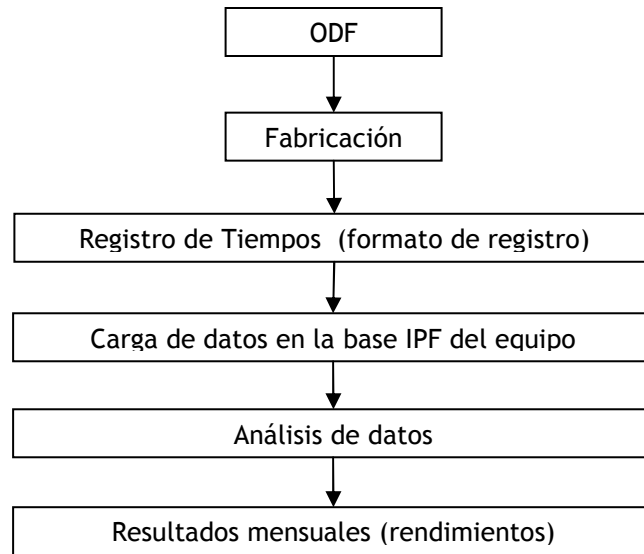 ODF
Fabricación
Registro de Tiempos  (formato de registro)
Carga de datos en la base IPF del equipo
Análisis de datos
Resultados mensuales (rendimientos)